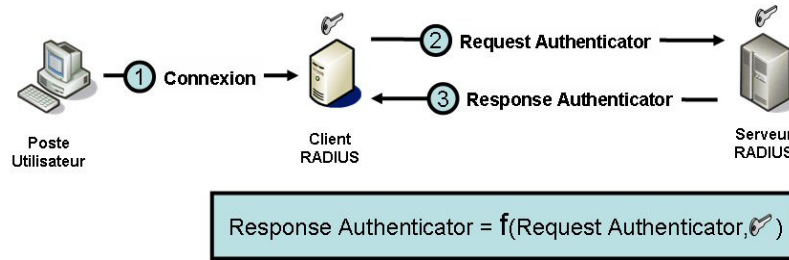 1 Connexion
2 Request Authenticator
3 Response Authenticator
Poste
Utilisateur
Client
RADIUS
Serveur
RADIUS
Response Authenticator = f(Request Authenticator, )